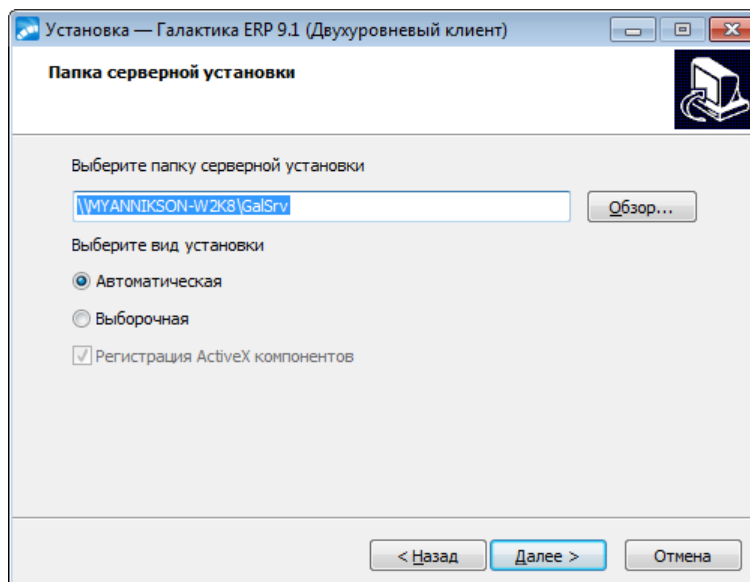 Установка — Галактика ERP 9.1 (Двухуровневый клиент)
Папка серверной установки
Выберите папку серверной установки
\\MYANNIKSON-W2K8\GalSrv
Обзор...
Выберите вид установки
Автоматическая
Выборочная
Регистрация ActiveX компонентов
< Назад
Далее >
Отмена